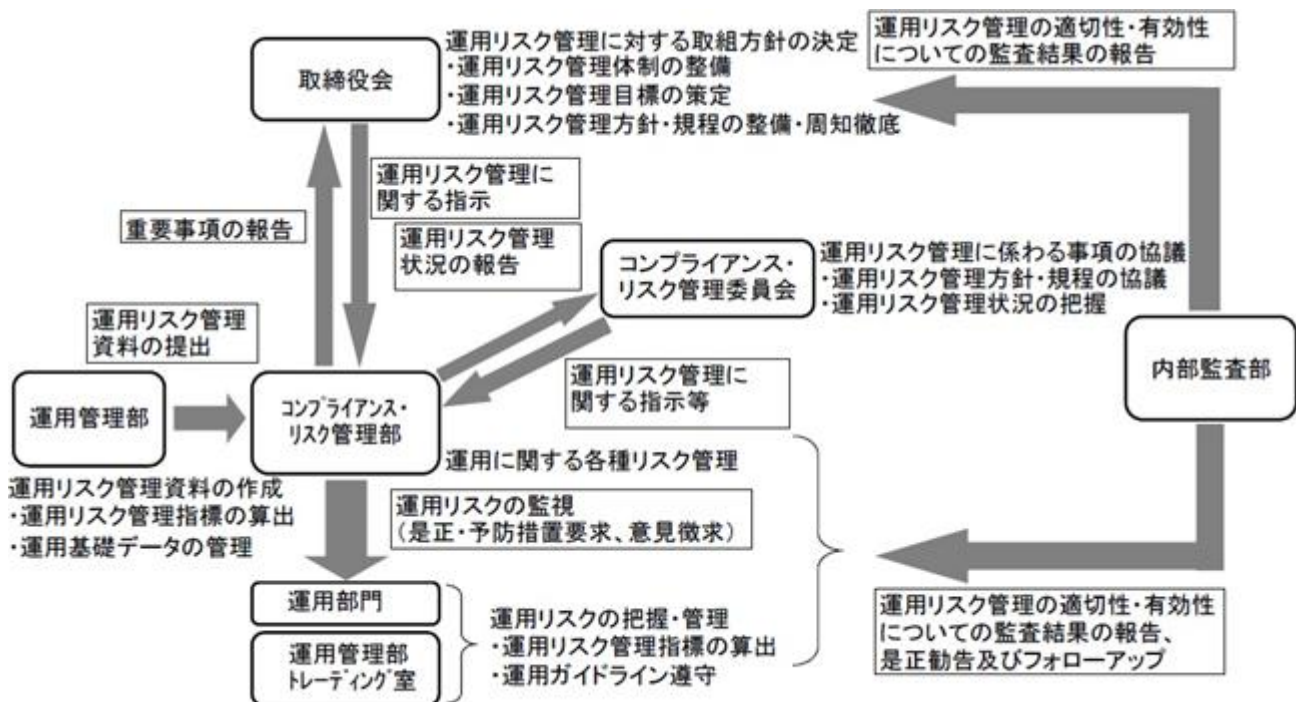 取締役会
運用リスク管理に対する取組方針の決定
・運用リスク管理体制の整備
・運用リスク管理目標の策定
・運用リスク管理方針・規程の整備・周知徹底
運用リスク管理の適切性・有効性
についての監査結果の報告
運用リスク管理に
関する指示
重要事項の報告
運用リスク管理
状況の報告
コンプライアンス・
リスク管理委員会
運用リスク管理に係わる事項の協議
・運用リスク管理方針・規程の協議
・運用リスク管理状況の把握
運用リスク管理
資料の提出
内部監査部
運用管理部
コンプライアンス・
リスク管理部
運用リスク管理に
関する指示等
運用に関する各種リスク管理
運用リスク管理資料の作成
・運用リスク管理指標の算出
・運用基礎データの管理
運用リスクの監視
(是正・予防措置要求、意見徴求)
運用部門
運用管理部
トレーディング室
運用リスクの把握・管理
・運用リスク管理指標の算出
・運用ガイドライン遵守
運用リスク管理の適切性・有効性
についての監査結果の報告、
是正勧告及びフォローアップ